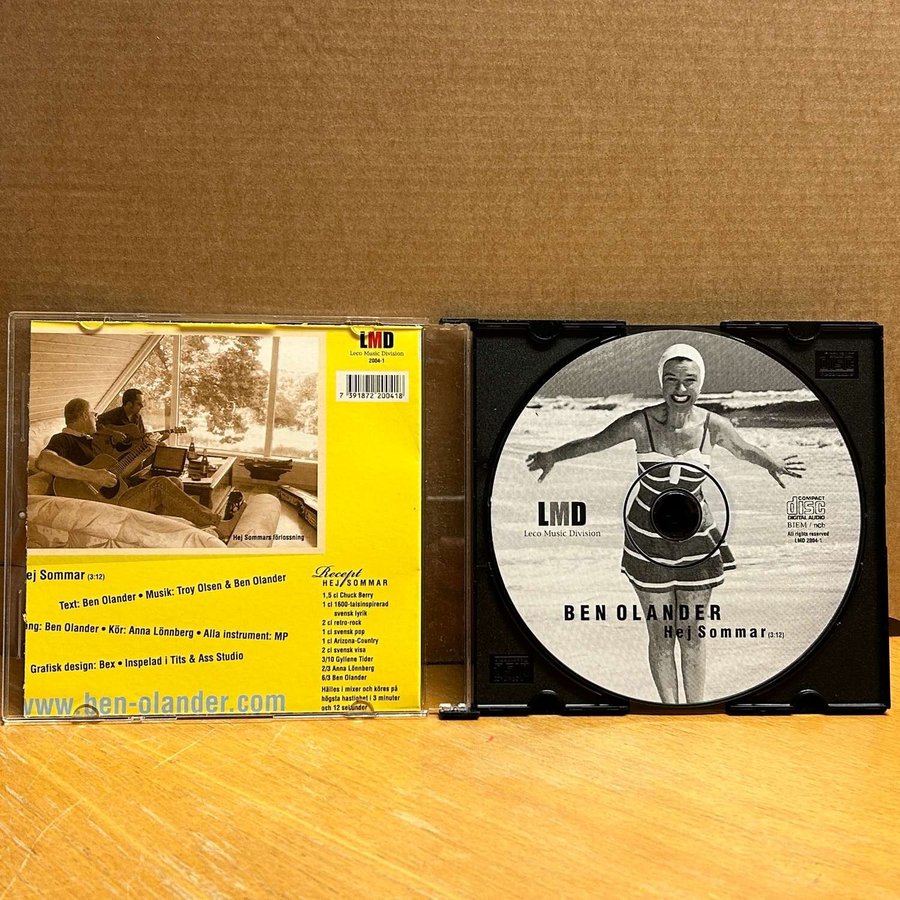 LMD
Leco Music Division
2004-1
7 391872 200418
Hej Sommars förlossning
ej Sommar (3:12)
Text: Ben Olander • Musik: Troy Olsen & Ben Olander
ng: Ben Olander • Kör: Anna Lönnberg • Alla instrument: MP
Grafisk design: Bex • Inspelad i Tits & Ass Studio
www.ben-olander.com
Recept
HEJ SOMMAR
1,5 cl Chuck Berry
1 cl 1600-talsinspirerad
svensk lyrik
2 cl retro-rock
1 cl svensk pop
1 cl Arizona-Country
2 cl svensk visa
3/10 Gyllene Tider
2/3 Anna Lönnberg
6/3 Ben Olander
Hälles i mixer och köres på
högsta hastighet i 3 minuter
och 12 sekunder
LMD
Leco Music Division
COMPACT
disc
DIGITAL AUDIO
BIEM / ncb
All rights reserved
LMD 2004-1
BEN OLANDER
Hej Sommar (3:12)